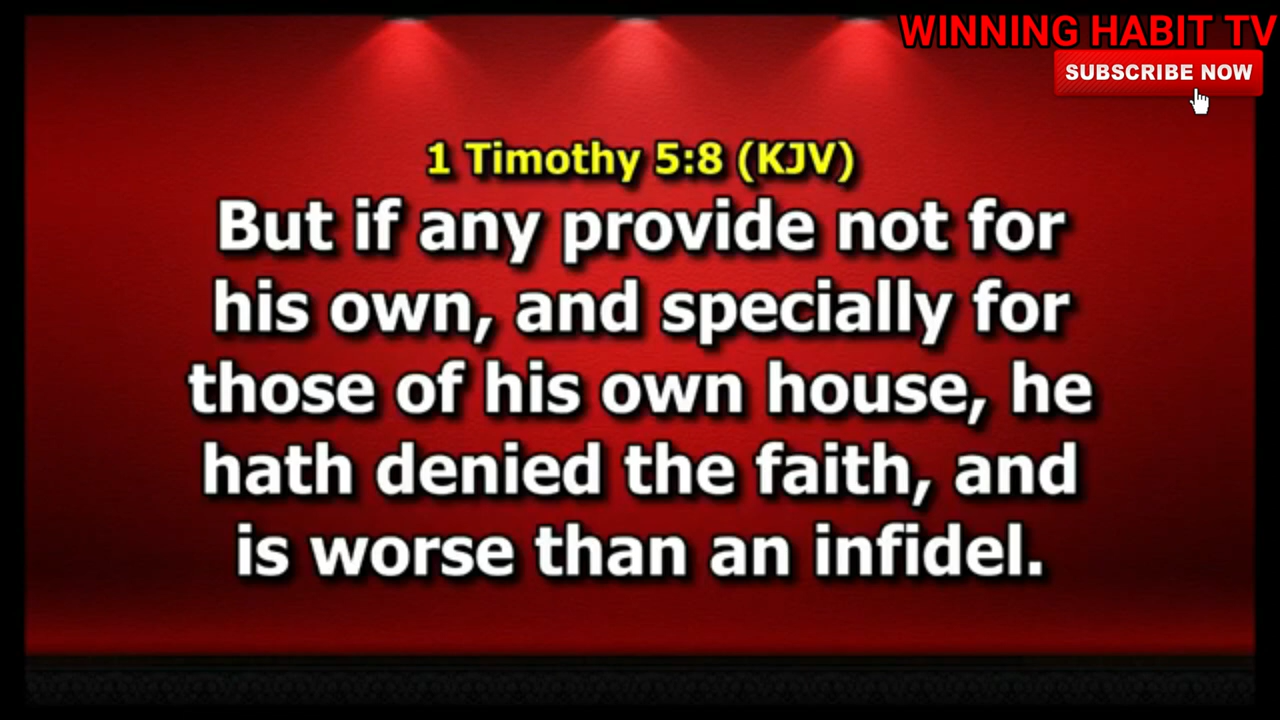 WINNING HABIT TV
SUBSCRIBE NOW
1 Timothy 5:8 (KJV)
But if any provide not for
his own, and specially for
those of his own house, he
hath denied the faith, and
is worse than an infidel.